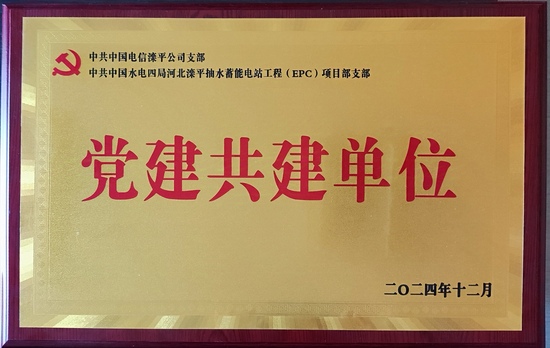 中共中国电信滦平公司支部
中共中国水电四局河北滦平抽水蓄能电站工程（EPC）项目部支部
党建共建单位
二〇二四年十二月